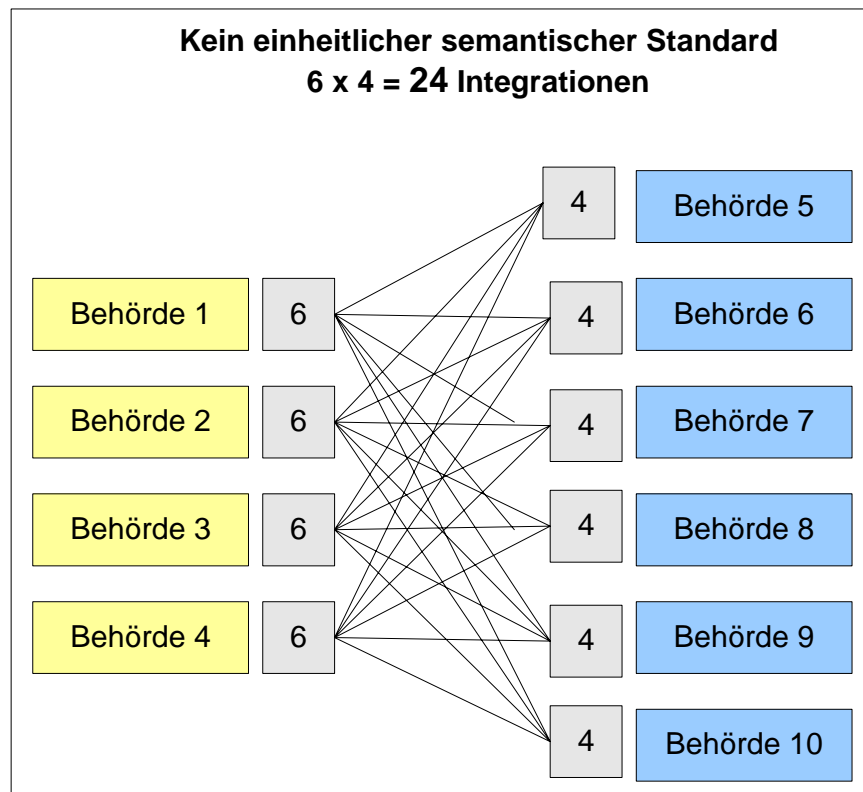 Kein einheitlicher semantischer Standard
6 x 4 = 24 Integrationen
4 Behörde 5
Behörde 1 6 4 Behörde 6
Behörde 2 6 4 Behörde 7
Behörde 3 6 4 Behörde 8
Behörde 4 6 4 Behörde 9
4 Behörde 10